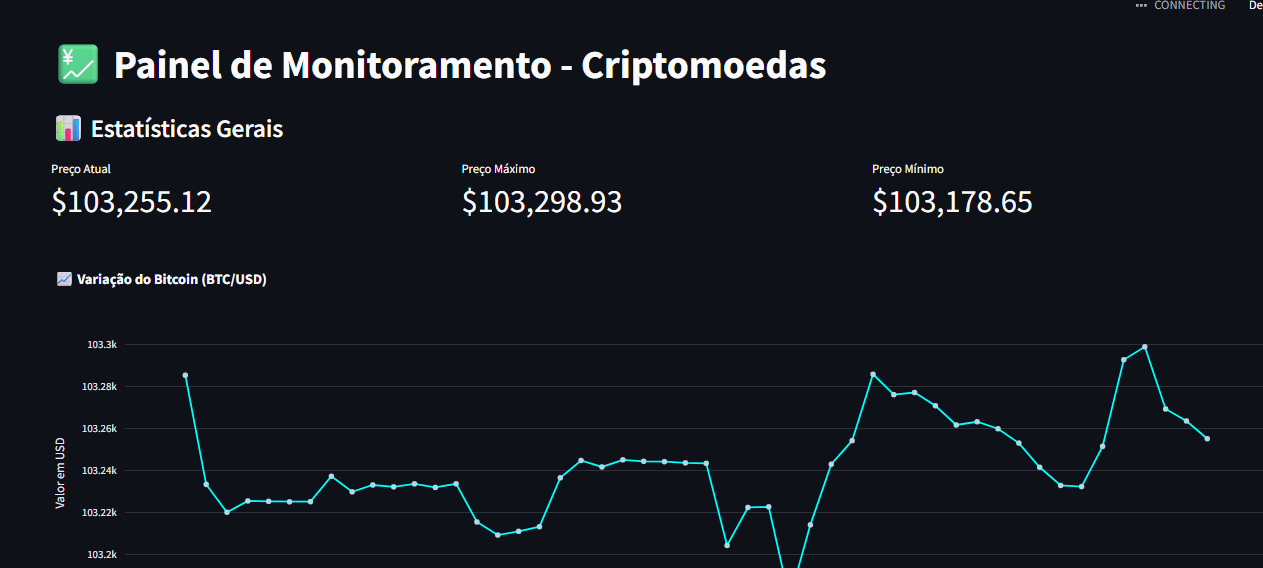 CONNECTING
De
Painel de Monitoramento - Criptomoedas
Estatísticas Gerais
Preço Atual
$103,255.12
Preço Máximo
$103,298.93
Preço Mínimo
$103,178.65
Variação do Bitcoin (BTC/USD)
103.3k
103.28k
103.26k
103.24k
103.22k
103.2k
Valor em USD